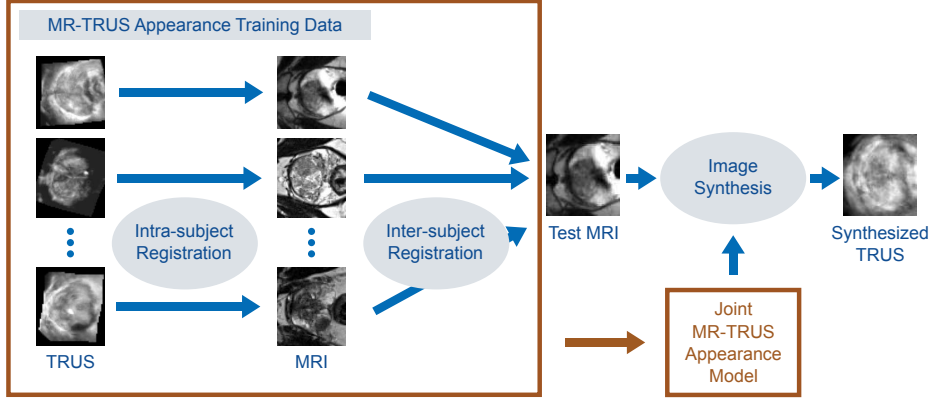 MR-TRUS Appearance Training Data
Intra-subject
Registration
Inter-subject
Registration
TRUS
MRI
Test MRI
Image
Synthesis
Synthesized
TRUS
Joint
MR-TRUS
Appearance
Model